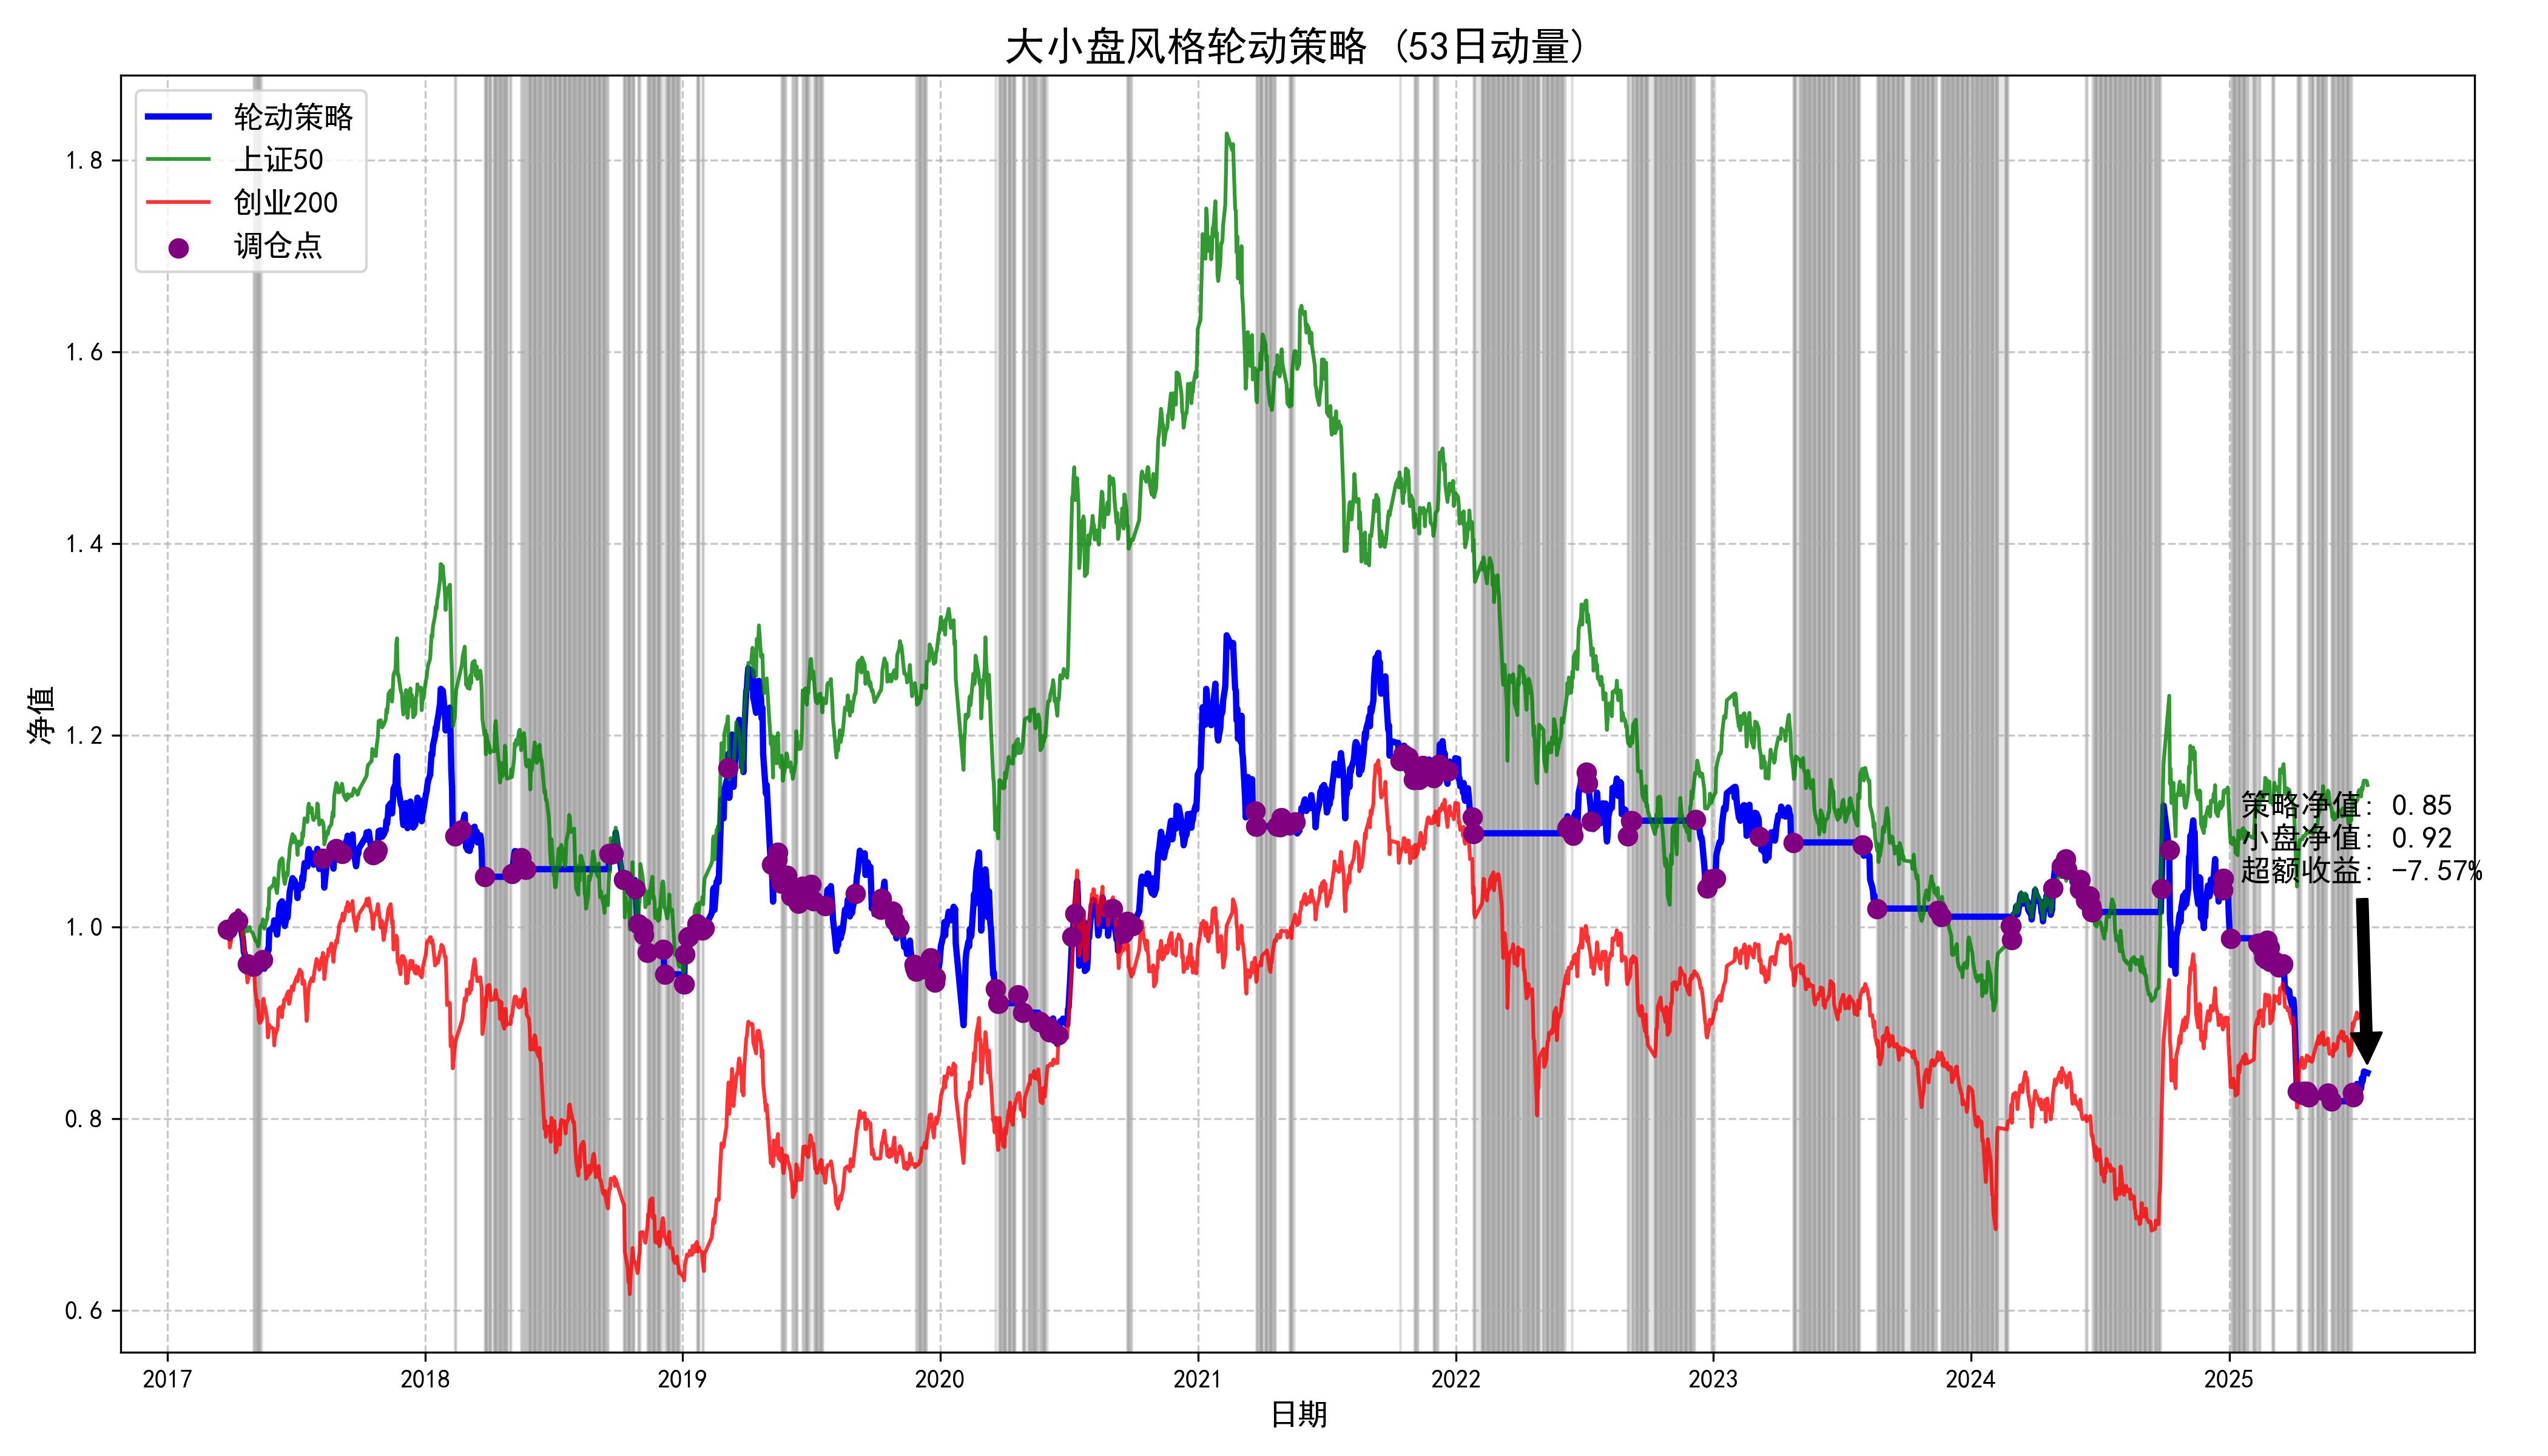 大小盘风格轮动策略 (53日动量)
轮动策略
上证50
创业200
调仓点
净值
1.8
1.6
1.4
1.2
1.0
0.8
0.6
策略净值: 0.85
小盘净值: 0.92
超额收益: -7.57%
2017
2018
2019
2020
2021
2022
2023
2024
2025
日期